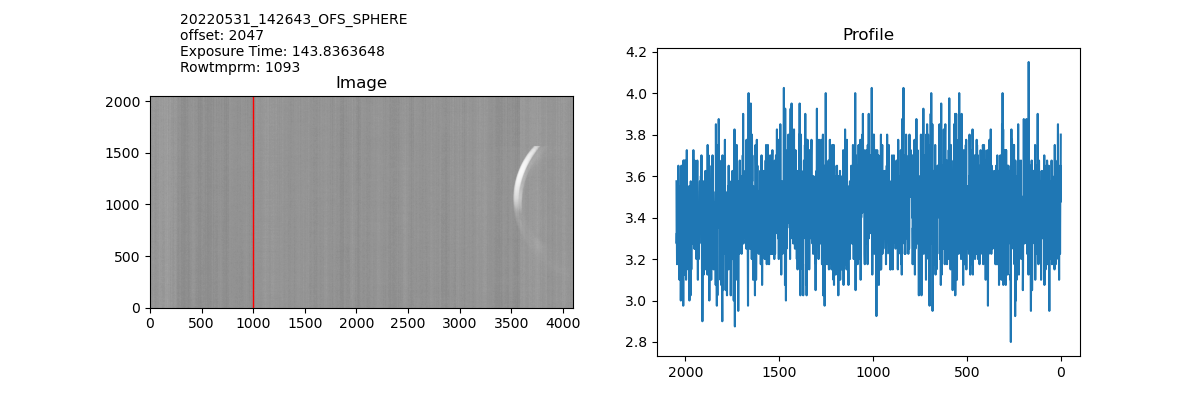 20220531_142643_OFS_SPHERE
offset: 2047
Exposure Time: 143.8363648
Rowtmprm: 1093
Image
2000
1500
1000
500
0
0 500 1000 1500 2000 2500 3000 3500 4000
Profile
4.2
4.0
3.8
3.6
3.4
3.2
3.0
2.8
2000 1500 1000 500 0